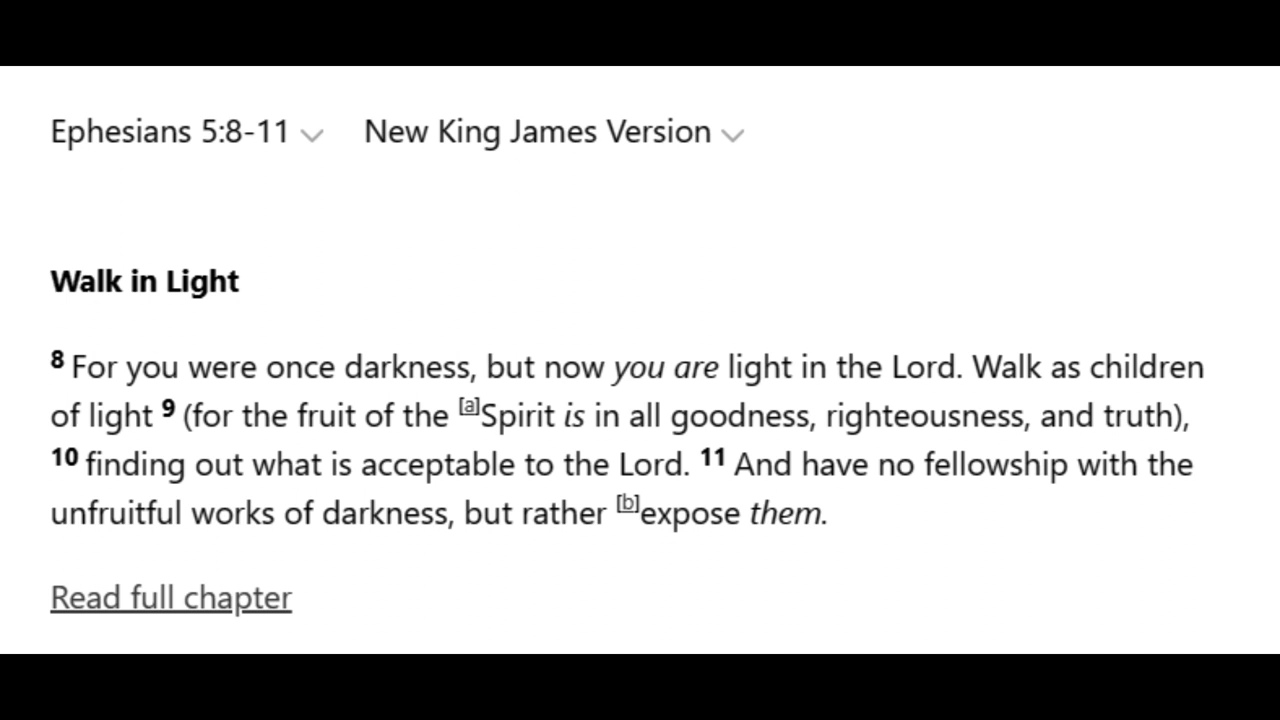 Ephesians 5:8-11 New King James Version
Walk in Light
8 For you were once darkness, but now you are light in the Lord. Walk as children
of light 9 (for the fruit of the [a]Spirit is in all goodness, righteousness, and truth),
10 finding out what is acceptable to the Lord. 11 And have no fellowship with the
unfruitful works of darkness, but rather [b]expose them.
Read full chapter